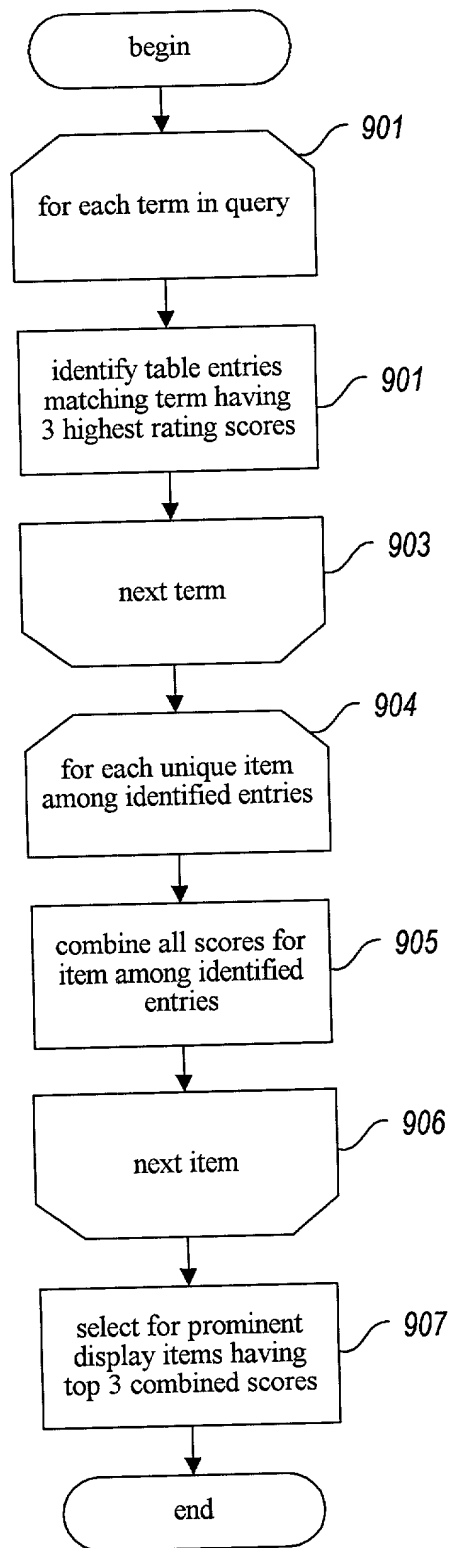 begin
901
for each term in query
identify table entries
matching term having
3 highest rating scores
901
903
next term
904
for each unique item
among identified entries
combine all scores for
item among identified
entries
905
906
next item
select for prominent
display items having
top 3 combined scores
907
end